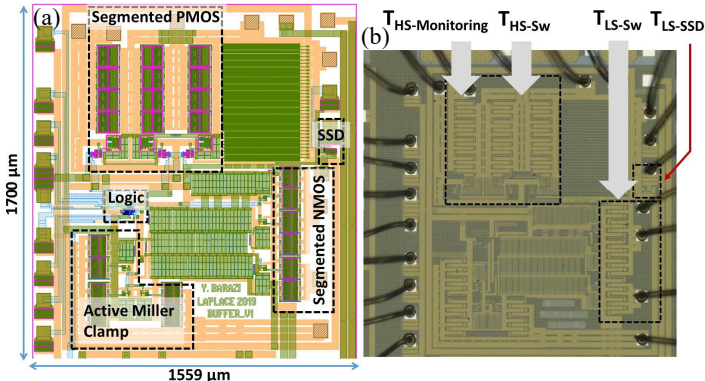 (a)
Segmented PMOS
SSD
Logic
Segmented NMOS
Active Miller
Clamp
Y. BARAZI
LAPLACE 2019
BUFFER_V1
1700 µm
1559 µm
(b)
THS-Monitoring
THS-Sw
TLS-Sw
TLS-SSD